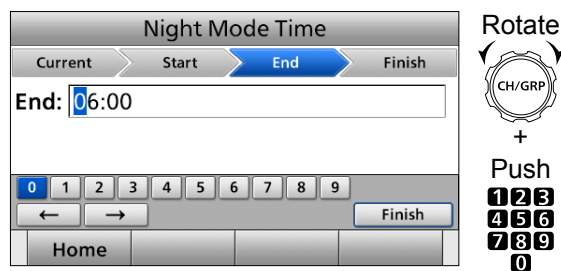 Night Mode Time
Current Start End Finish
End: 06:00
0 1 2 3 4 5 6 7 8 9
← → Finish
Home
Rotate
CH/GRP
+
Push
1 2 3
4 5 6
7 8 9
0